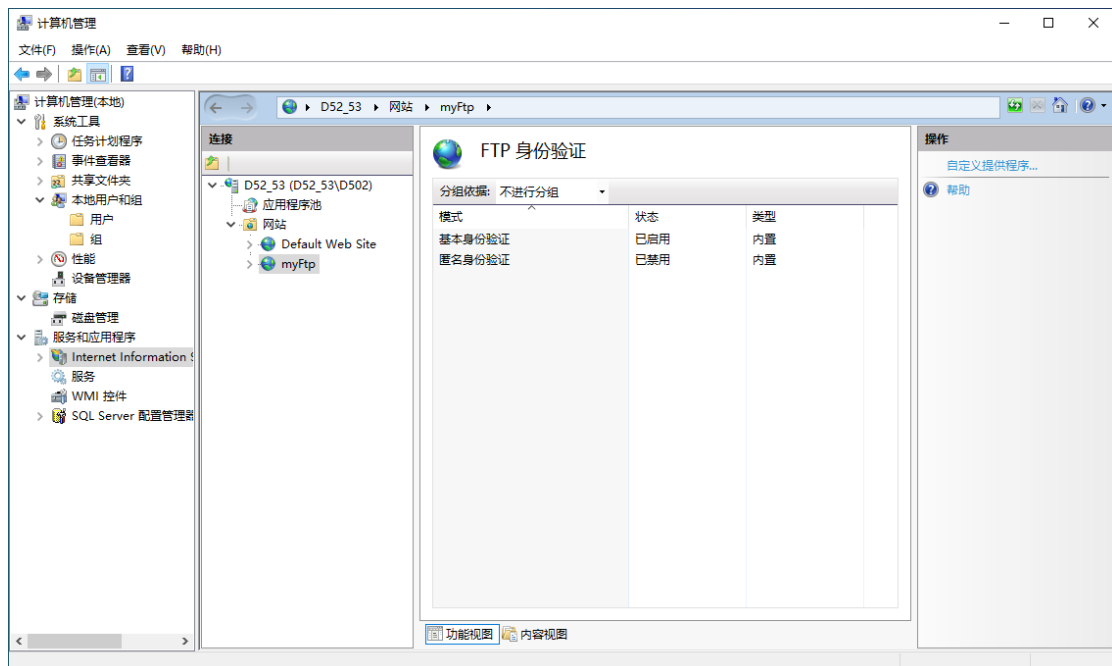 计算机管理
文件(F) 操作(A) 查看(V) 帮助(H)
计算机管理(本地)
系统工具
任务计划程序
事件查看器
共享文件夹
本地用户和组
用户
组
性能
设备管理器
存储
磁盘管理
服务和应用程序
Internet Information S
服务
WMI 控件
SQL Server 配置管理器
D52_53 网站 myFtp
连接
D52_53 (D52_53\D502)
应用程序池
网站
Default Web Site
myFtp
FTP 身份验证
分组依据: 不进行分组
模式 状态 类型
基本身份验证 已启用 内置
匿名身份验证 已禁用 内置
功能视图 内容视图
操作
自定义提供程序...
帮助